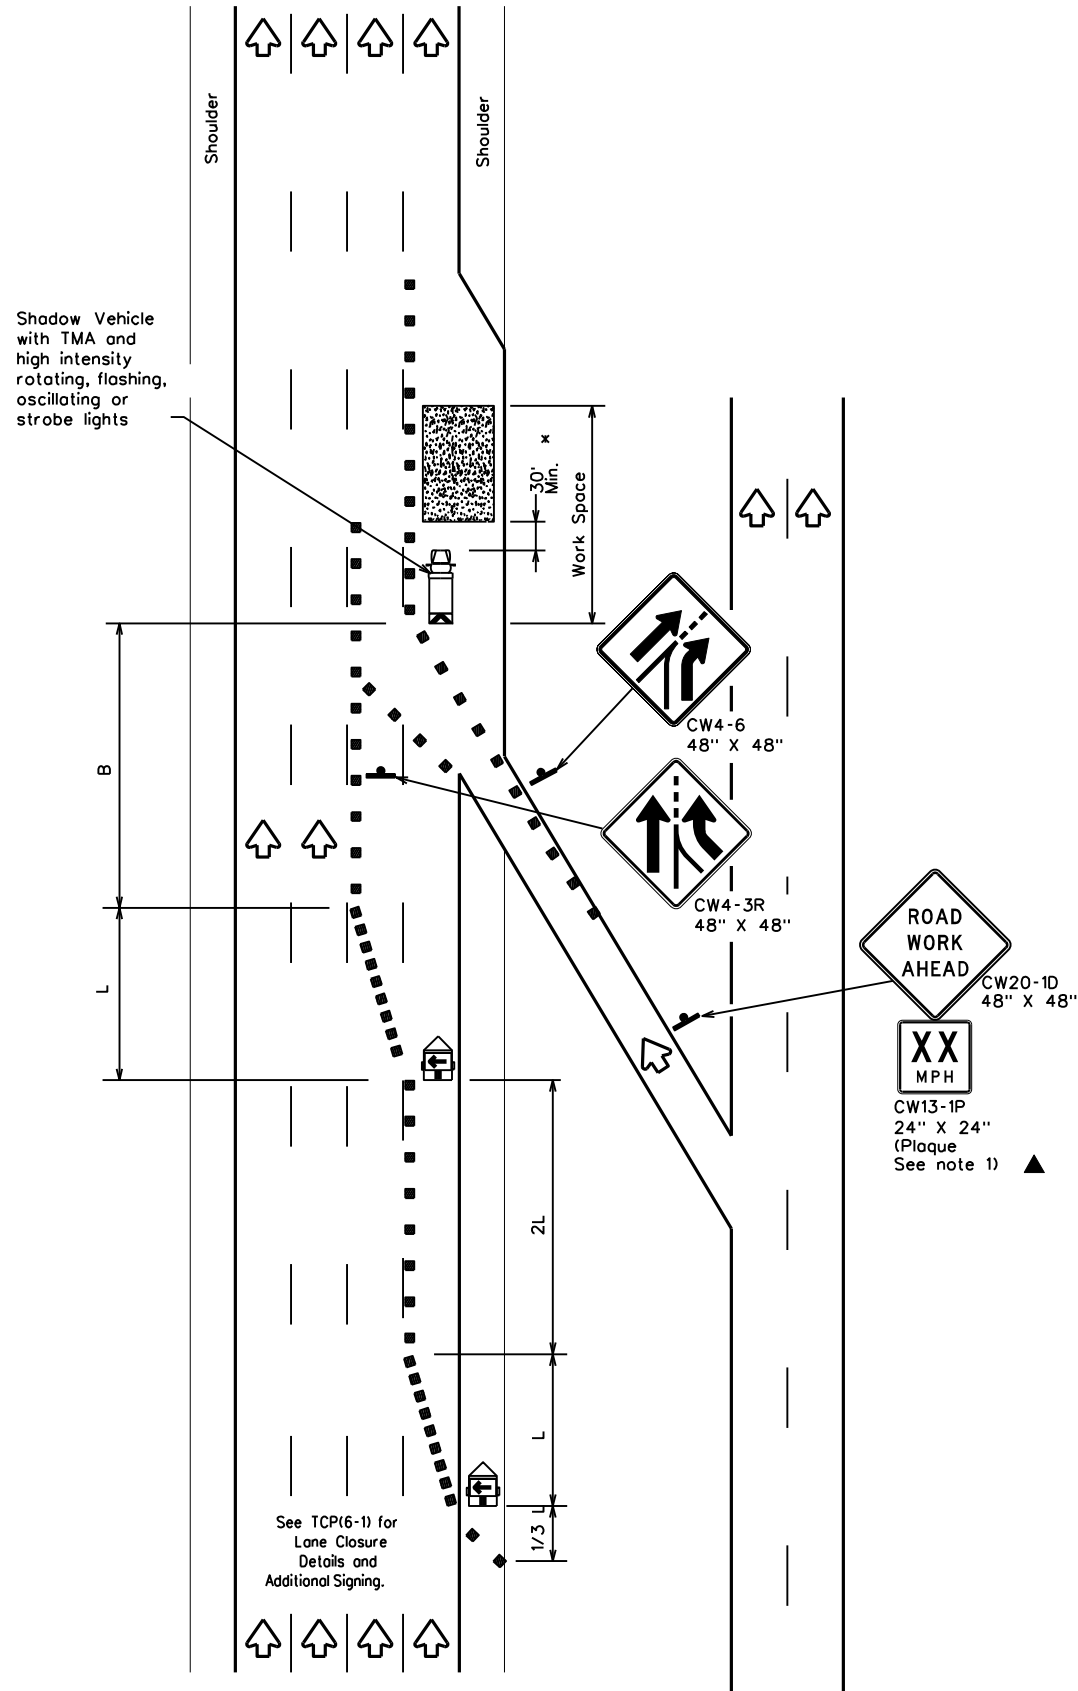 Shoulder
Shoulder
Shadow Vehicle
with TMA and
high intensity
rotating, flashing,
oscillating or
strobe lights
30'
Min.
*
Work Space
CW4-6
48" X 48"
B
CW4-3R
48" X 48"
ROAD
WORK
AHEAD
CW20-1D
48" X 48"
L
XX
MPH
CW13-1P
24" X 24"
(Plaque
See note 1)
2L
L
1/3 L
See TCP(6-1) for
Lane Closure
Details and
Additional Signing.